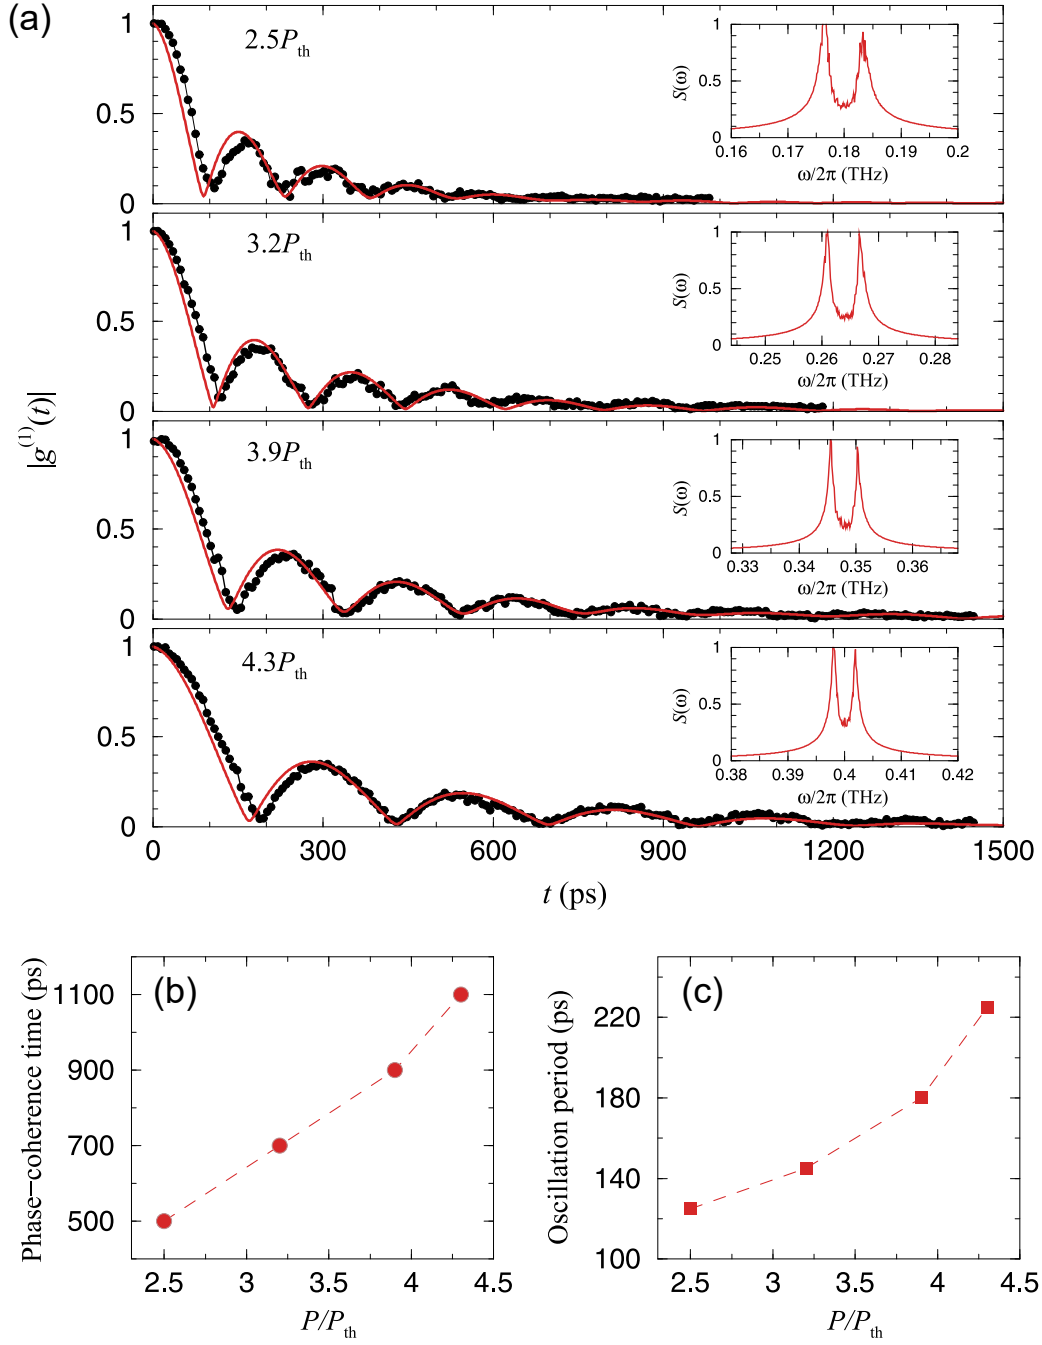 (a)
2.5P_th
1
0.5
0
S(ω)
1
0.5
0
0.16 0.17 0.18 0.19 0.2
ω/2π (THz)
3.2P_th
1
0.5
0
S(ω)
1
0.5
0
0.25 0.26 0.27 0.28
ω/2π (THz)
|g^(1)(t)|
3.9P_th
1
0.5
0
S(ω)
1
0.5
0
0.33 0.34 0.35 0.36
ω/2π (THz)
4.3P_th
1
0.5
0
S(ω)
1
0.5
0
0.38 0.39 0.4 0.41 0.42
ω/2π (THz)
0 300 600 900 1200 1500
t (ps)
(b)
Phase−coherence time (ps)
1100
900
700
500
2.5 3 3.5 4 4.5
P/P_th
(c)
Oscillation period (ps)
220
180
140
100
2.5 3 3.5 4 4.5
P/P_th